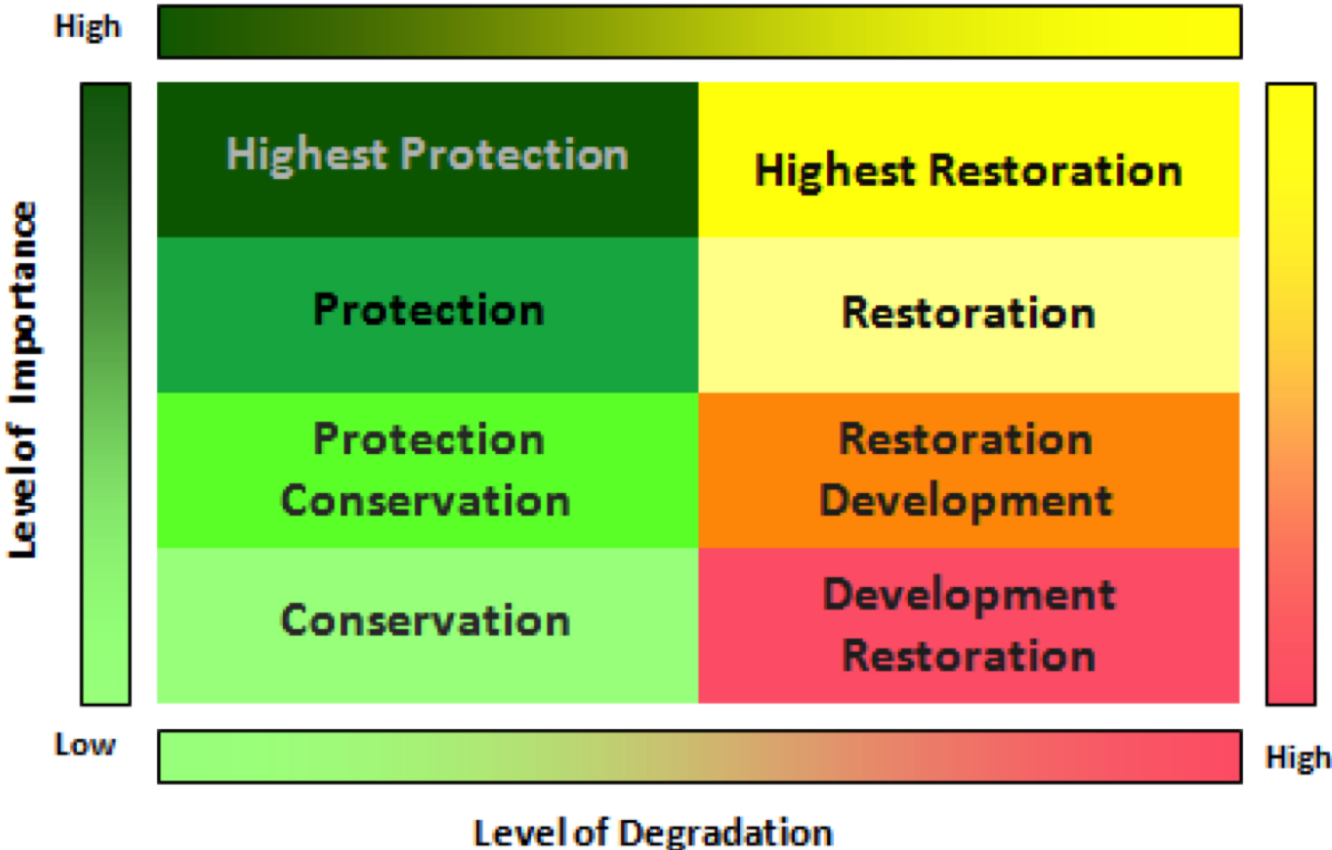 High
Highest Protection
Highest Restoration
Protection
Restoration
Protection
Conservation
Restoration
Development
Conservation
Development
Restoration
Level of Importance
Low
High
Level of Degradation